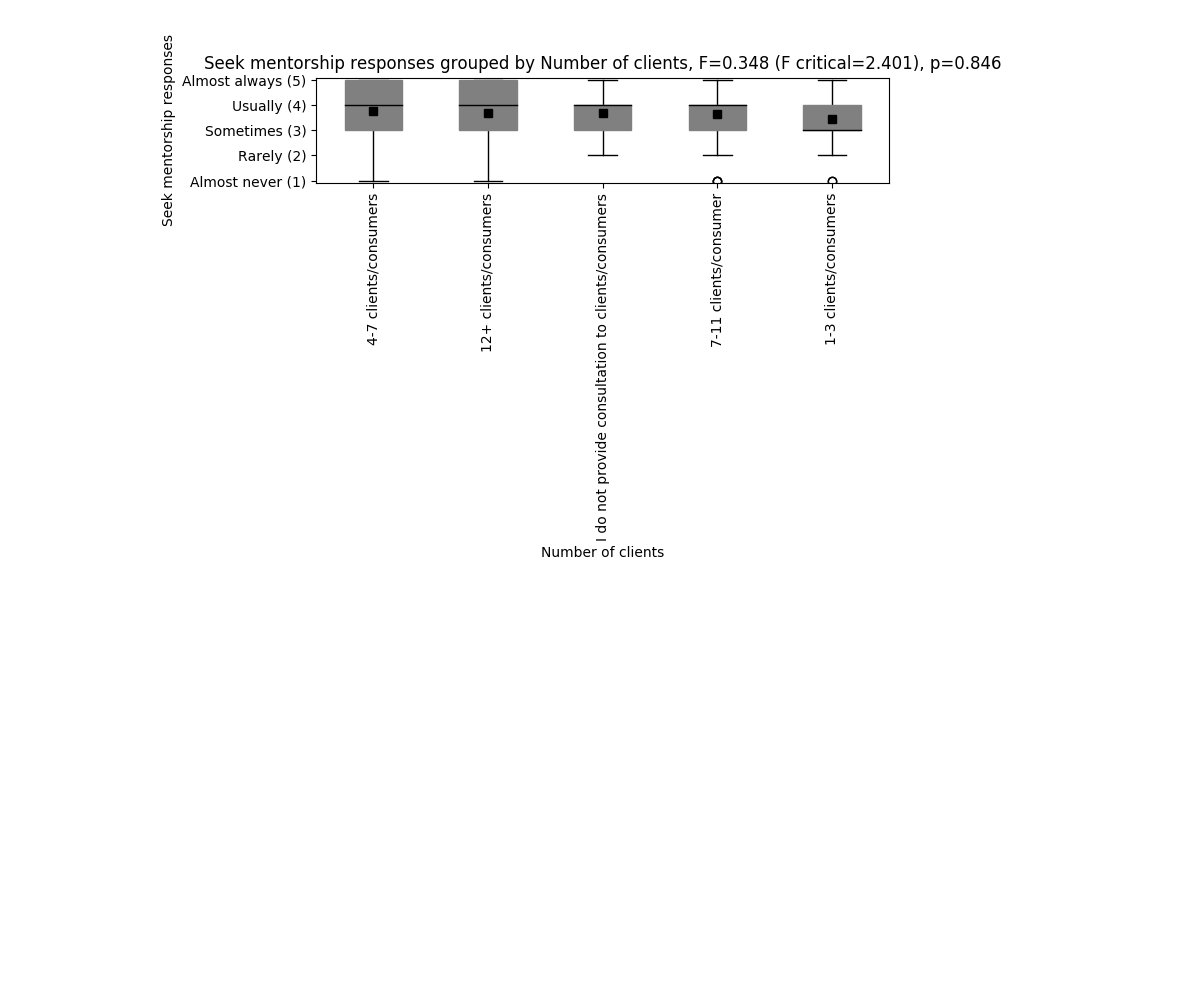 Seek mentorship responses grouped by Number of clients, F=0.348 (F critical=2.401), p=0.846
Seek mentorship responses
Almost always (5)
Usually (4)
Sometimes (3)
Rarely (2)
Almost never (1)
4-7 clients/consumers
12+ clients/consumers
I do not provide consultation to clients/consumers
7-11 clients/consumer
1-3 clients/consumers
Number of clients